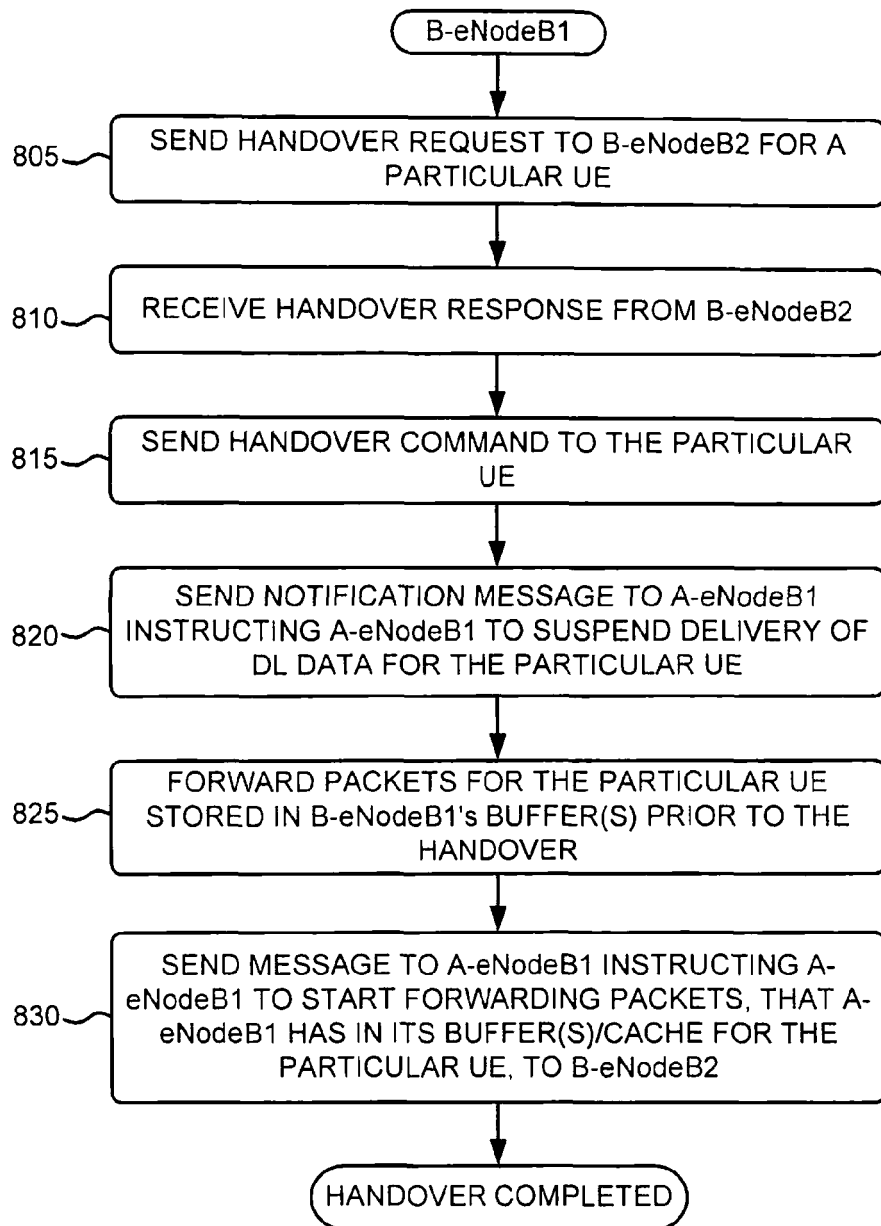 B-eNodeB1
805
SEND HANDOVER REQUEST TO B-eNodeB2 FOR A
PARTICULAR UE
810
RECEIVE HANDOVER RESPONSE FROM B-eNodeB2
815
SEND HANDOVER COMMAND TO THE PARTICULAR
UE
820
SEND NOTIFICATION MESSAGE TO A-eNodeB1
INSTRUCTING A-eNodeB1 TO SUSPEND DELIVERY OF
DL DATA FOR THE PARTICULAR UE
825
FORWARD PACKETS FOR THE PARTICULAR UE
STORED IN B-eNodeB1's BUFFER(S) PRIOR TO THE
HANDOVER
830
SEND MESSAGE TO A-eNodeB1 INSTRUCTING A-
eNodeB1 TO START FORWARDING PACKETS, THAT A-
eNodeB1 HAS IN ITS BUFFER(S)/CACHE FOR THE
PARTICULAR UE, TO B-eNodeB2
HANDOVER COMPLETED